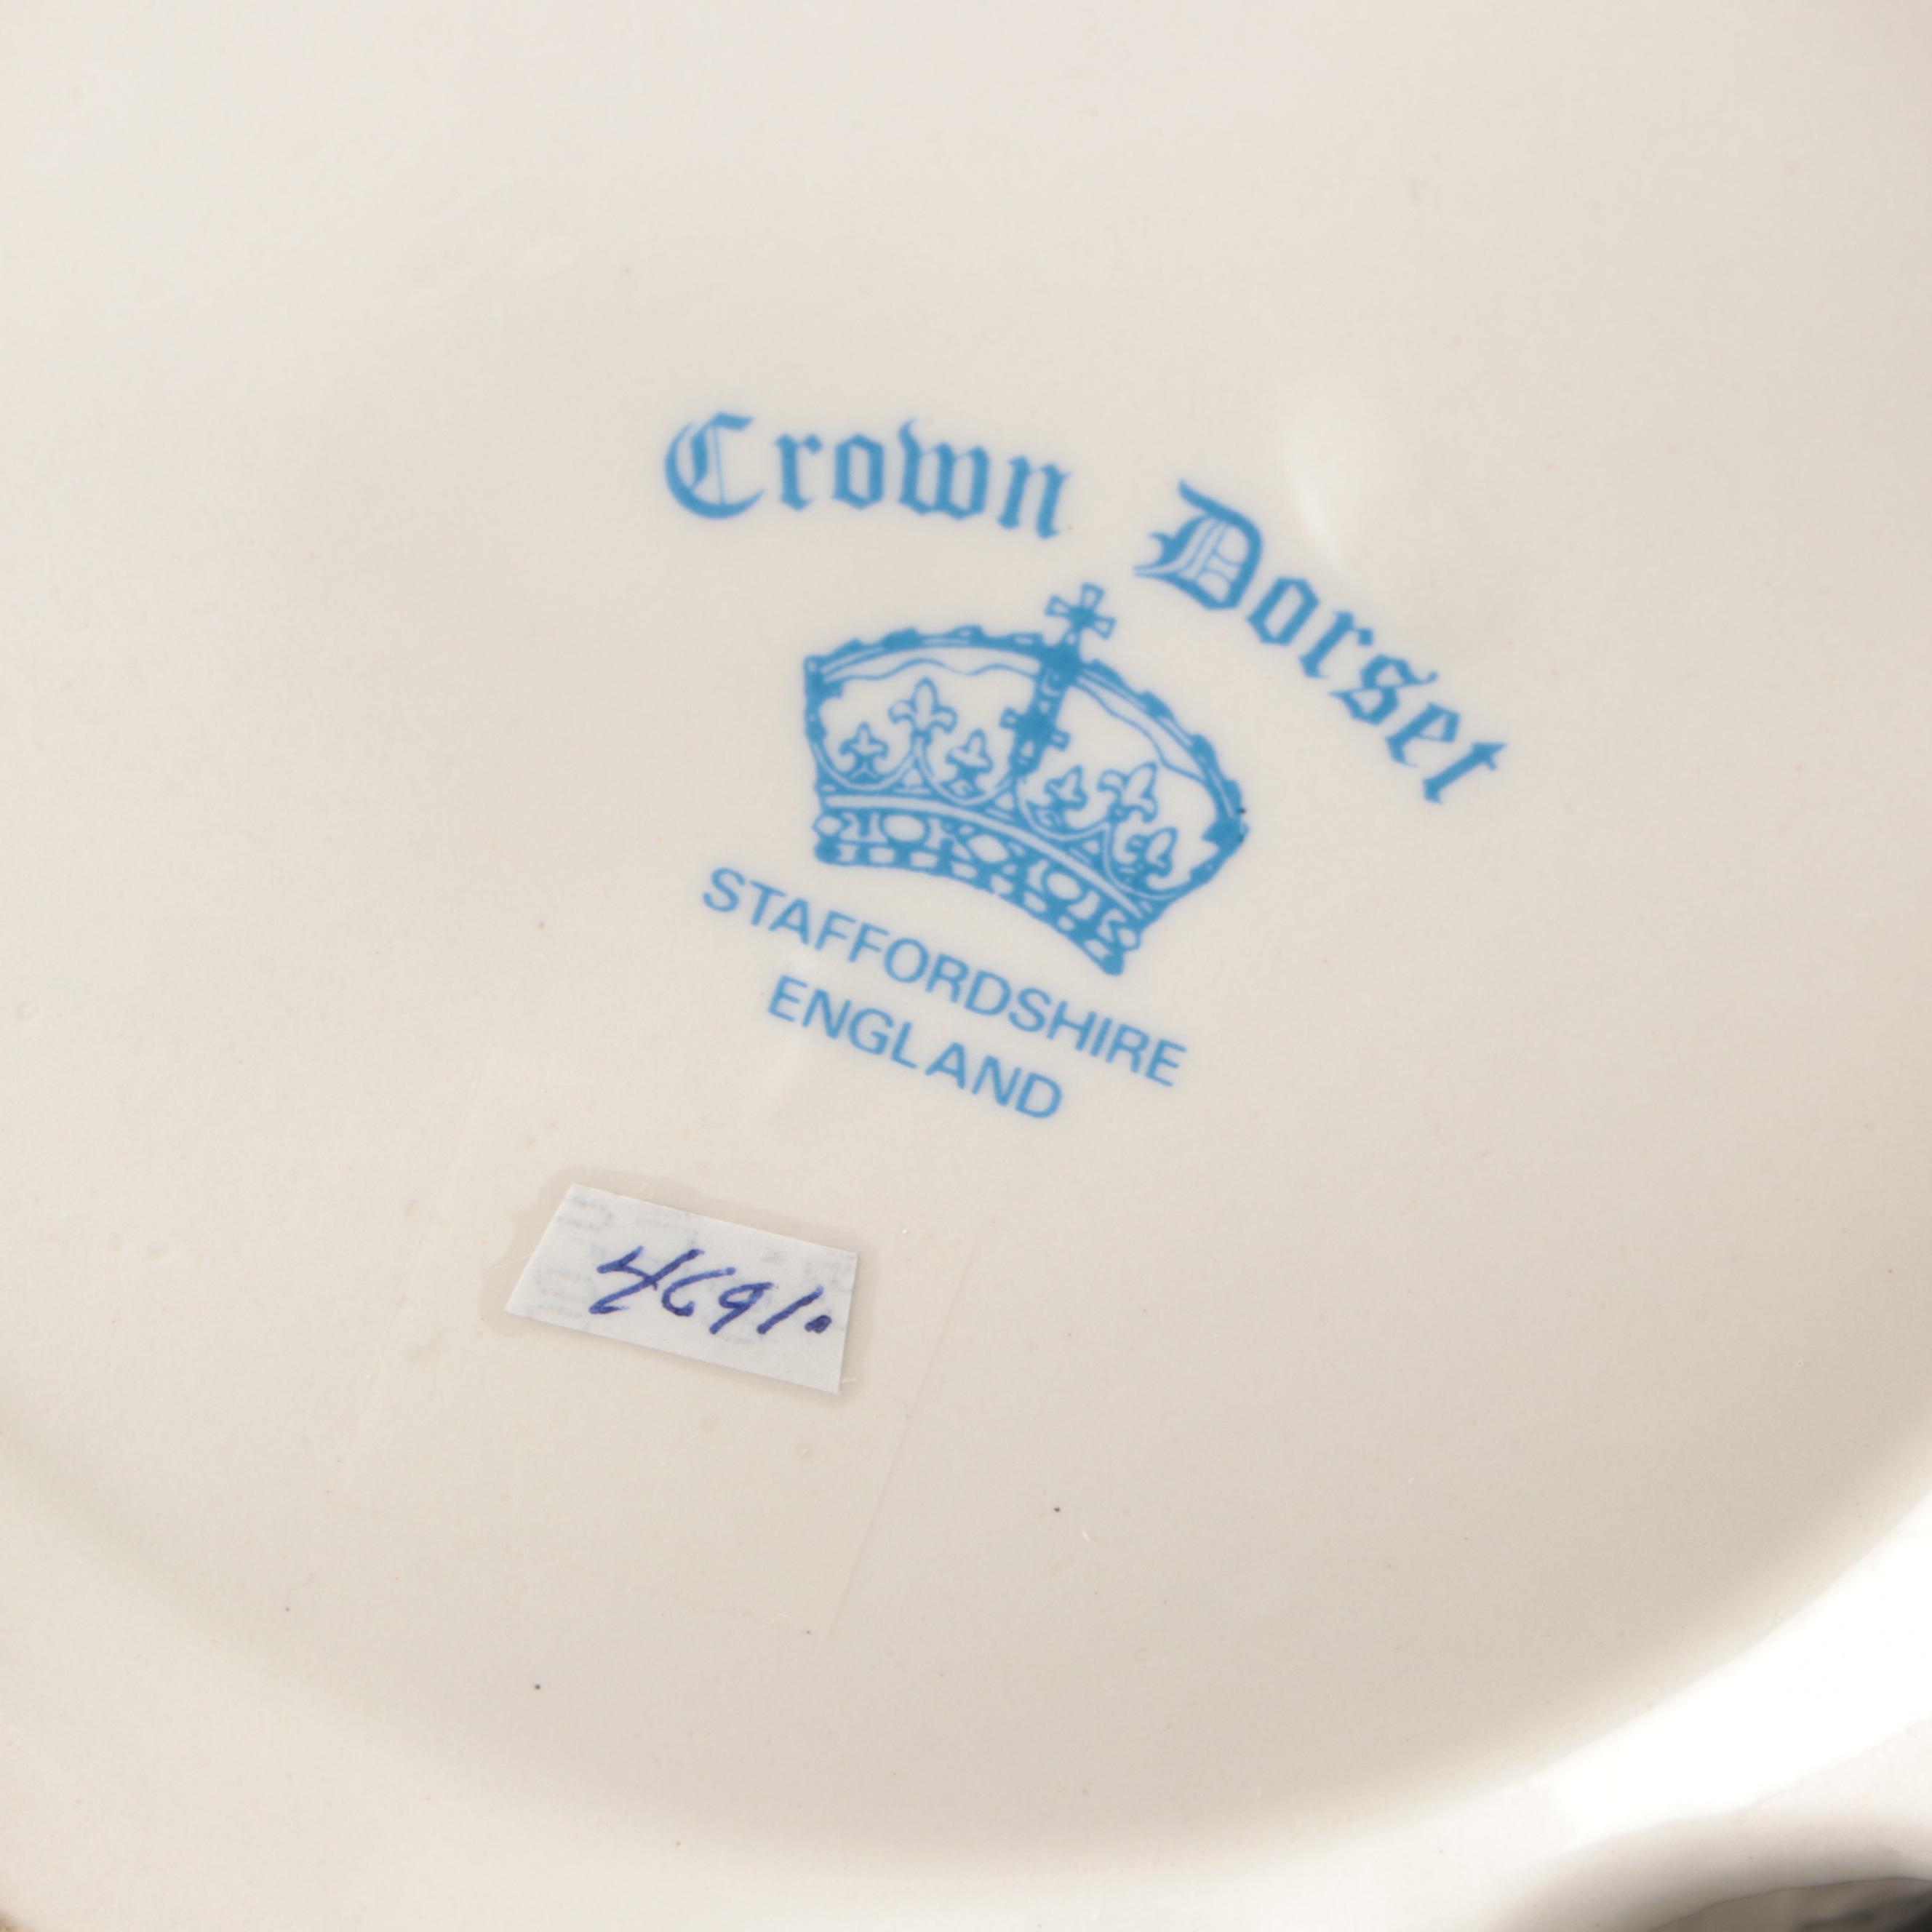 Crown Dorset
STAFFORDSHIRE
ENGLAND
4691.